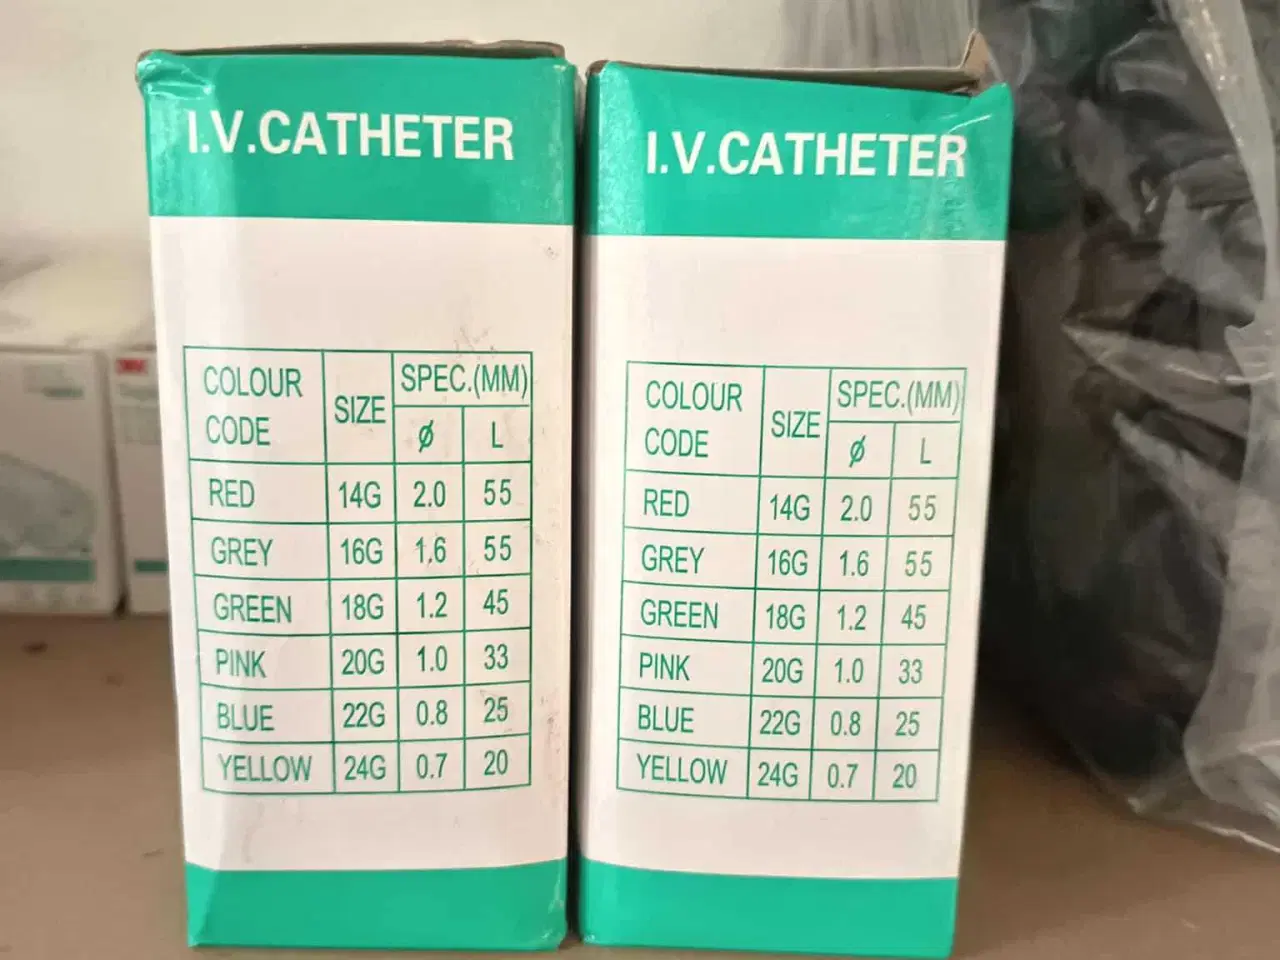 I.V.CATHETER
COLOUR CODE SIZE SPEC.(MM)
ø L
RED 14G 2.0 55
GREY 16G 1.6 55
GREEN 18G 1.2 45
PINK 20G 1.0 33
BLUE 22G 0.8 25
YELLOW 24G 0.7 20
I.V.CATHETER
COLOUR CODE SIZE SPEC.(MM)
ø L
RED 14G 2.0 55
GREY 16G 1.6 55
GREEN 18G 1.2 45
PINK 20G 1.0 33
BLUE 22G 0.8 25
YELLOW 24G 0.7 20
3M